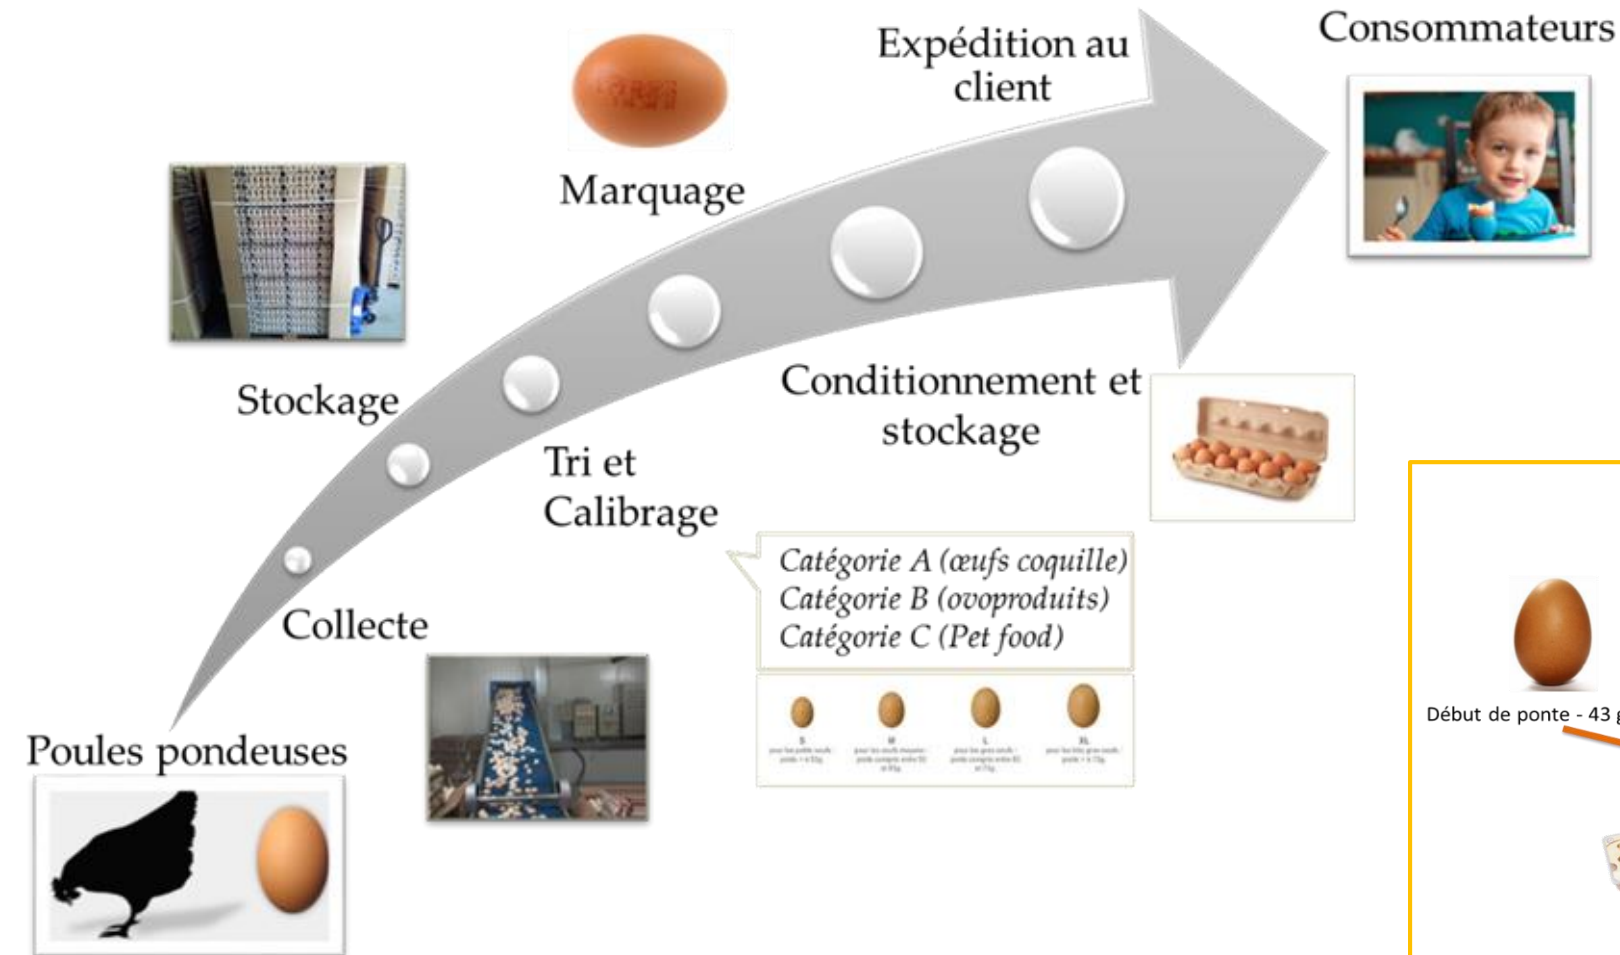 Consommateurs
Expédition au
client
Marquage
Stockage
Conditionnement et
stockage
Tri et
Calibrage
Catégorie A (œufs coquille)
Catégorie B (ovoproduits)
Catégorie C (Pet food)
Collecte
S
M
L
XL
Début de ponte - 43 g
Poules pondeuses